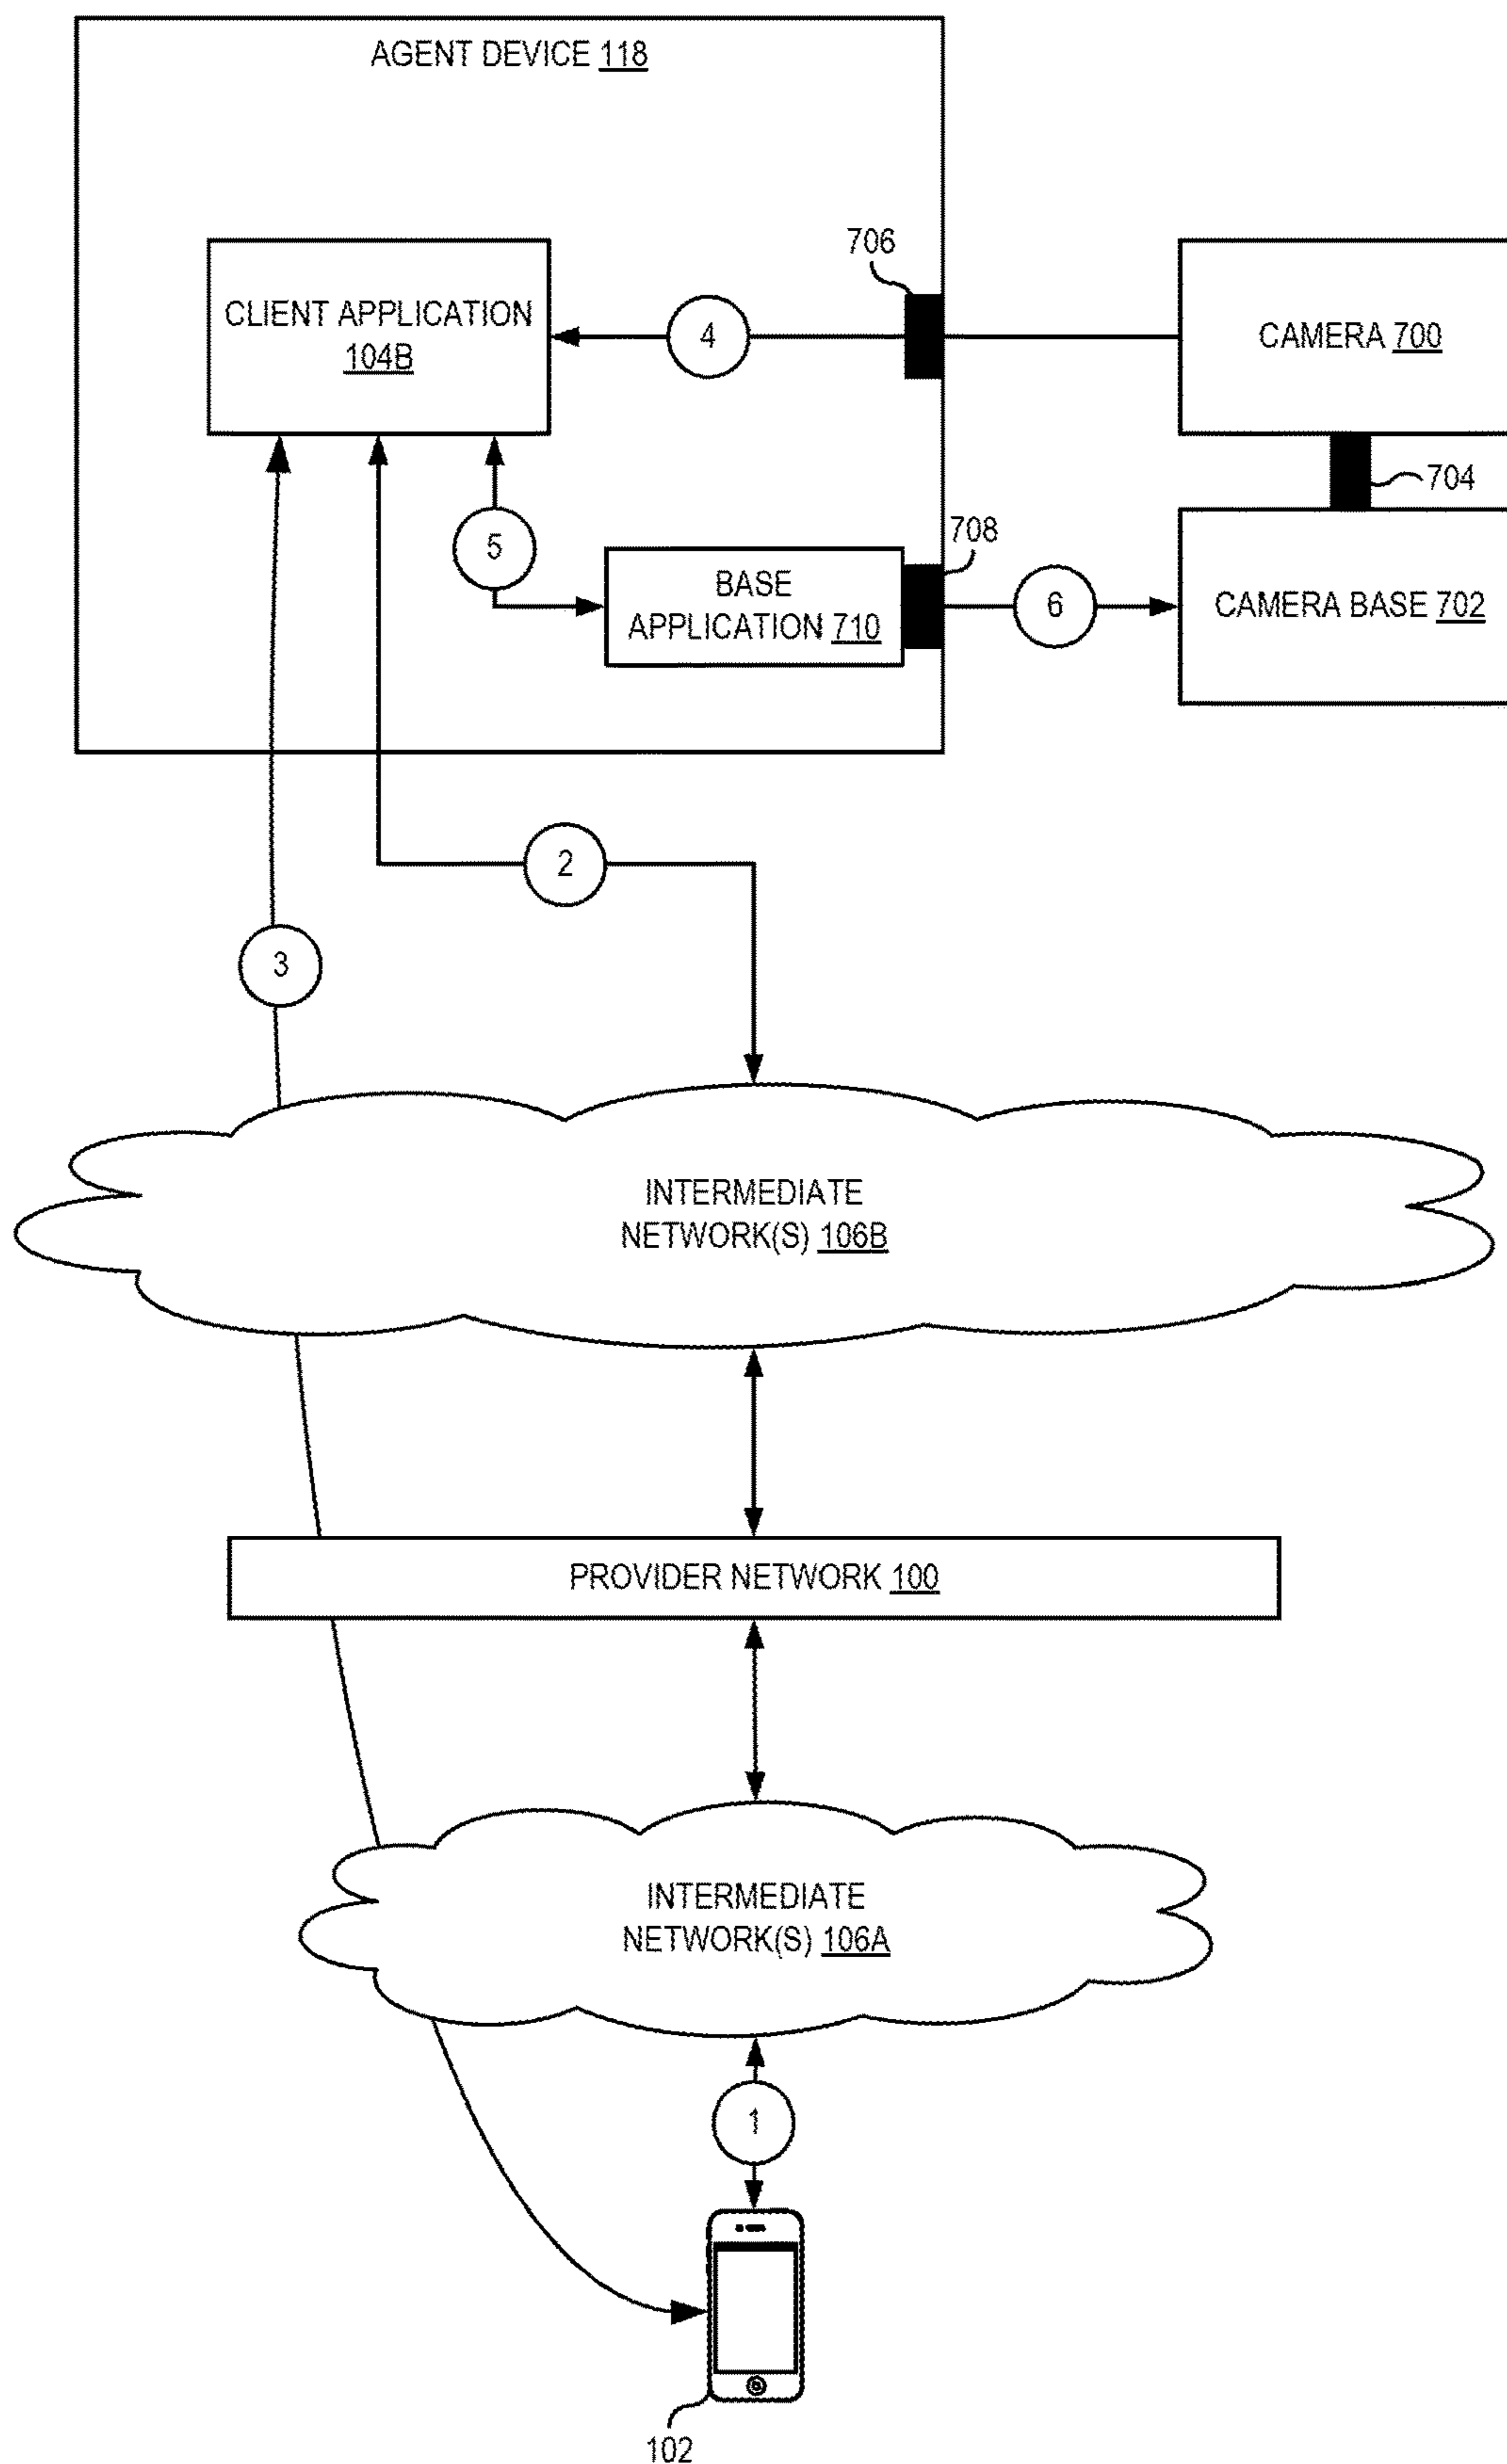 AGENT DEVICE 118
706
CLIENT APPLICATION
104B
4
CAMERA 700
704
708
5
BASE
APPLICATION 710
6
CAMERA BASE 702
2
3
INTERMEDIATE
NETWORK(S) 106B
PROVIDER NETWORK 100
INTERMEDIATE
NETWORK(S) 106A
1
102